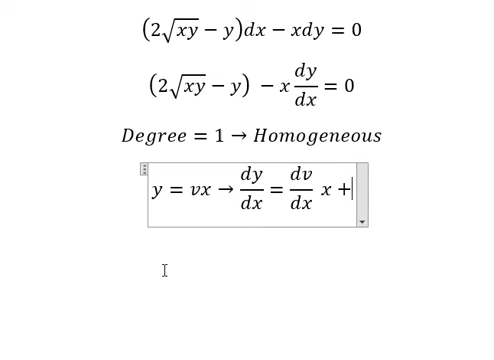 (2√xy − y)dx − xdy = 0
(2√xy − y) − x dy/dx = 0
Degree = 1 → Homogeneous
y = vx → dy/dx = dv/dx x +